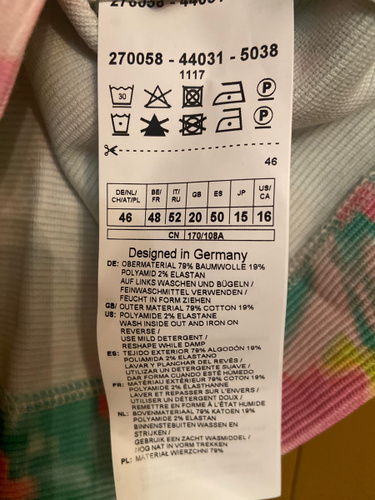 270058 - 44031 - 5038
1117
30
P
P
46
DE/NL/ BE/ IT/ GB ES JP US/
CH/AT/PL FR RU CA
46 48 52 20 50 15 16
CN 170/108A
Designed in Germany
DE: OBERMATERIAL 79% BAUMWOLLE 19%
POLYAMID 2% ELASTAN
AUF LINKS WASCHEN UND BÜGELN /
FEINWASCHMITTEL VERWENDEN /
FEUCHT IN FORM ZIEHEN
GB/ OUTER MATERIAL 79% COTTON 19%
US: POLYAMIDE 2% ELASTANE
WASH INSIDE OUT AND IRON ON
REVERSE /
USE MILD DETERGENT /
RESHAPE WHILE DAMP
ES: TEJIDO EXTERIOR 79% ALGODÓN 19%
POLIAMIDA 2% ELASTANO
LAVAR Y PLANCHAR DEL REVÉS /
UTILIZAR UN DETERGENTE SUAVE /
DAR FORMA CUANDO ESTÉ HÚMEDO
FR: MATÉRIAU EXTÉRIEUR 79% COTON 19%
POLYAMIDE 2% ÉLASTHANNE
LAVER ET REPASSER SUR L'ENVERS /
UTILISER UN DETERGENT DOUX /
REMETTRE EN FORME À L'ÉTAT HUMIDE
NL: BOVENMATERIAAL 79% KATOEN 19%
POLYAMIDE 2% ELASTAN
BINNENSTEBUITEN WASSEN EN
STRIJKEN /
GEBRUIK EEN ZACHT WASMIDDEL /
NOG NAT IN VORM TREKKEN
PL: MATERIAŁ WIERZCHNI 79%